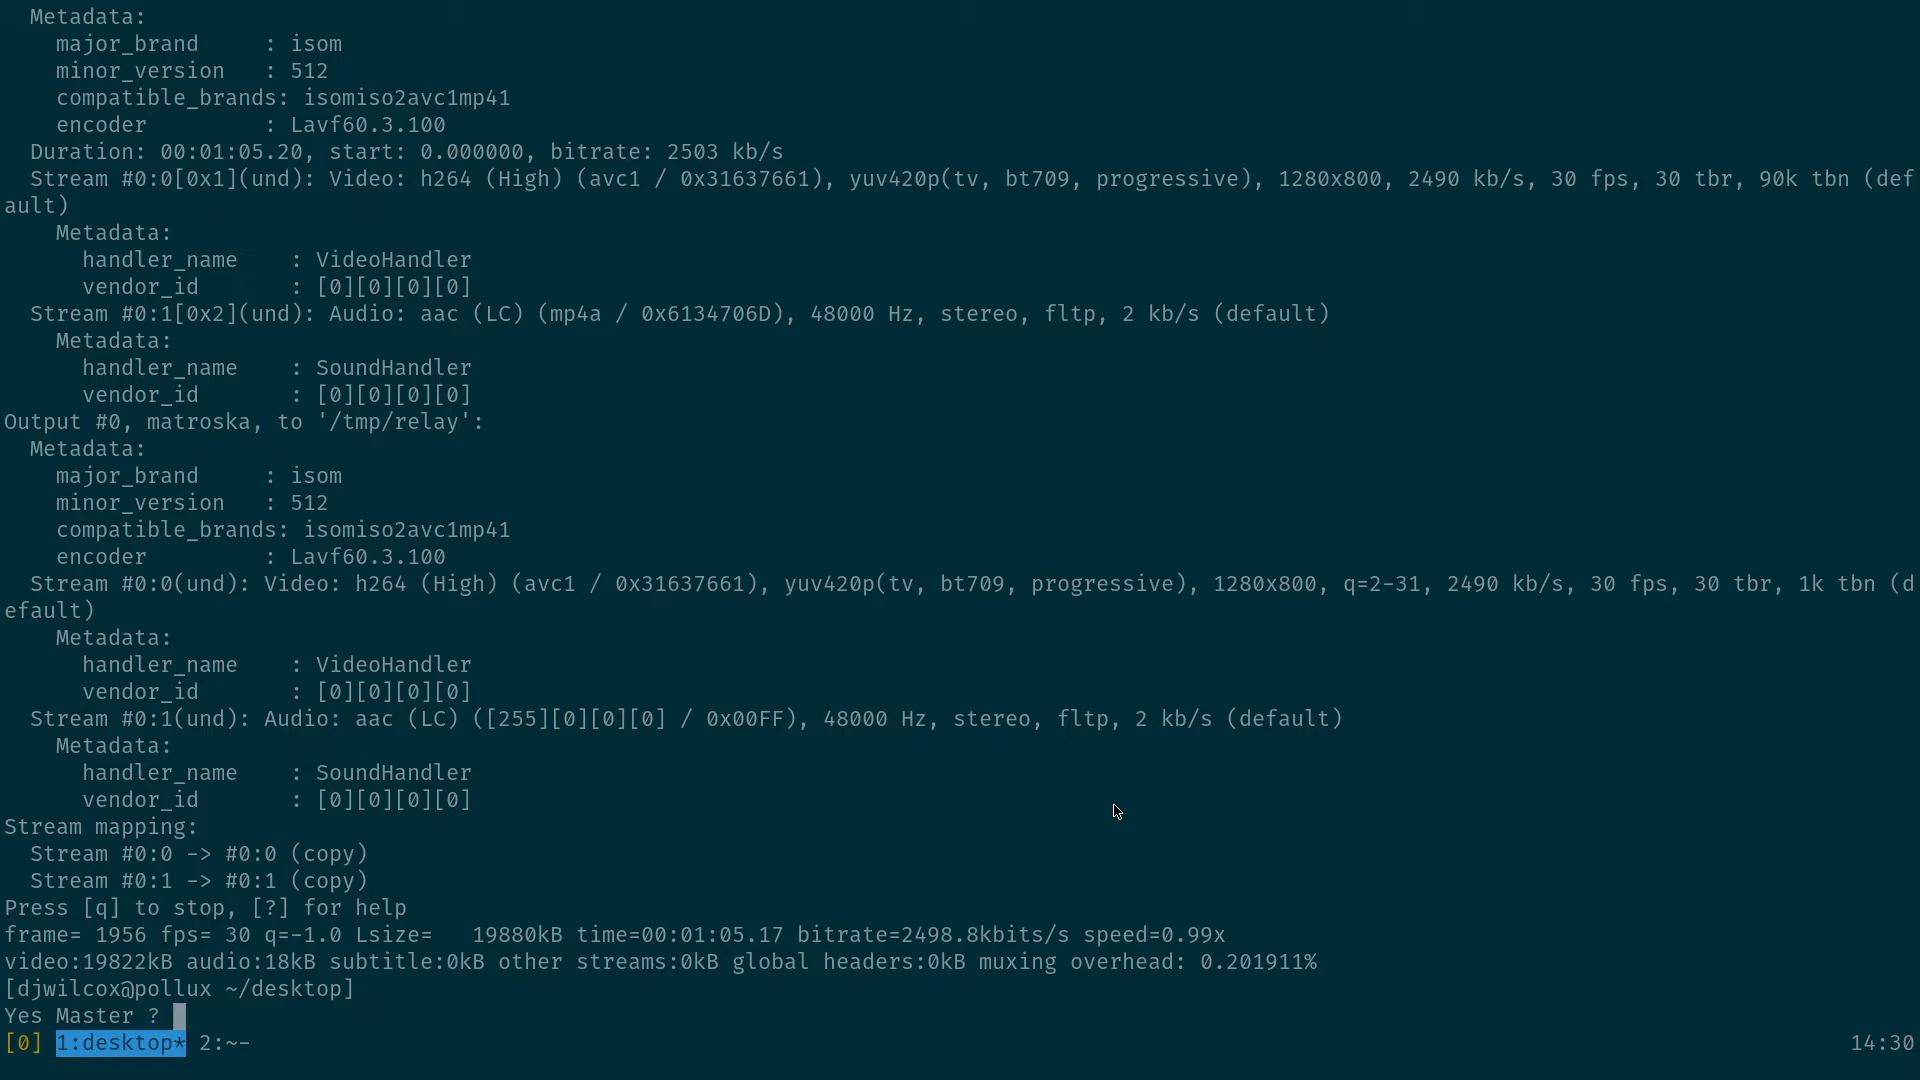 Metadata:
    major_brand     : isom
    minor_version   : 512
    compatible_brands: isomiso2avc1mp41
    encoder         : Lavf60.3.100
  Duration: 00:01:05.20, start: 0.000000, bitrate: 2503 kb/s
  Stream #0:0[0x1](und): Video: h264 (High) (avc1 / 0x31637661), yuv420p(tv, bt709, progressive), 1280x800, 2490 kb/s, 30 fps, 30 tbr, 90k tbn (def
ault)
    Metadata:
      handler_name    : VideoHandler
      vendor_id       : [0][0][0][0]
  Stream #0:1[0x2](und): Audio: aac (LC) (mp4a / 0x6134706D), 48000 Hz, stereo, fltp, 2 kb/s (default)
    Metadata:
      handler_name    : SoundHandler
      vendor_id       : [0][0][0][0]
Output #0, matroska, to '/tmp/relay':
  Metadata:
    major_brand     : isom
    minor_version   : 512
    compatible_brands: isomiso2avc1mp41
    encoder         : Lavf60.3.100
  Stream #0:0(und): Video: h264 (High) (avc1 / 0x31637661), yuv420p(tv, bt709, progressive), 1280x800, q=2-31, 2490 kb/s, 30 fps, 30 tbr, 1k tbn (d
efault)
    Metadata:
      handler_name    : VideoHandler
      vendor_id       : [0][0][0][0]
  Stream #0:1(und): Audio: aac (LC) ([255][0][0][0] / 0x00FF), 48000 Hz, stereo, fltp, 2 kb/s (default)
    Metadata:
      handler_name    : SoundHandler
      vendor_id       : [0][0][0][0]
Stream mapping:
  Stream #0:0 -> #0:0 (copy)
  Stream #0:1 -> #0:1 (copy)
Press [q] to stop, [?] for help
frame= 1956 fps= 30 q=-1.0 Lsize=   19880kB time=00:01:05.17 bitrate=2498.8kbits/s speed=0.99x
video:19822kB audio:18kB subtitle:0kB other streams:0kB global headers:0kB muxing overhead: 0.201911%
[djwilcox@pollux ~/desktop]
Yes Master ?
[0] 1:desktop* 2:~- 14:30